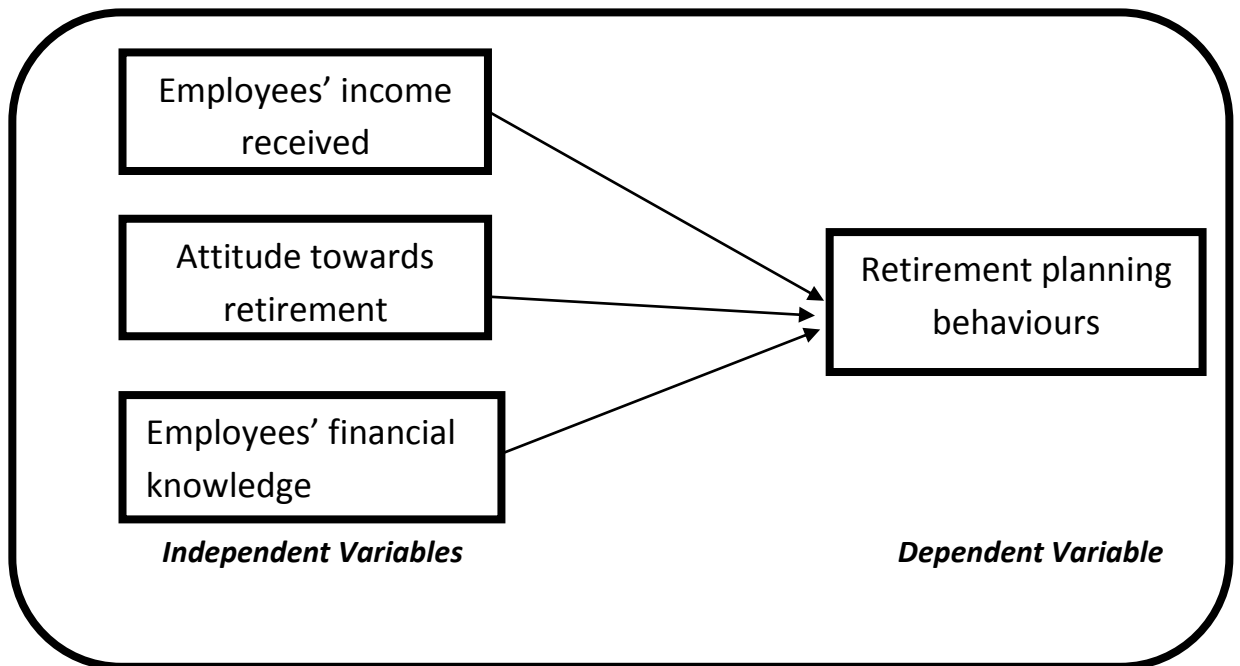 Employees’ income
received
Attitude towards
retirement
Employees’ financial
knowledge
Independent Variables
Retirement planning
behaviours
Dependent Variable